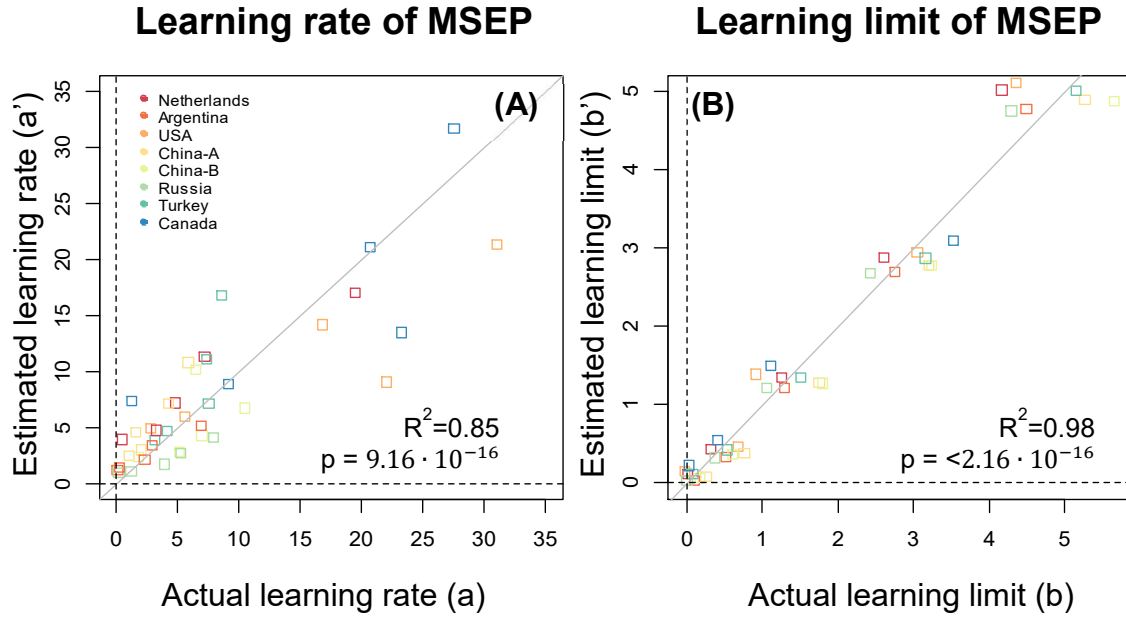 Learning rate of MSEP
Estimated learning rate (a')
35
30
25
20
15
10
5
0
(A)
Netherlands
Argentina
USA
China-A
China-B
Russia
Turkey
Canada
R²=0.85
p = 9.16 · 10⁻¹⁶
0 5 10 15 20 25 30 35
Actual learning rate (a)
Learning limit of MSEP
Estimated learning limit (b')
5
4
3
2
1
0
(B)
R²=0.98
p = <2.16 · 10⁻¹⁶
0 1 2 3 4 5
Actual learning limit (b)